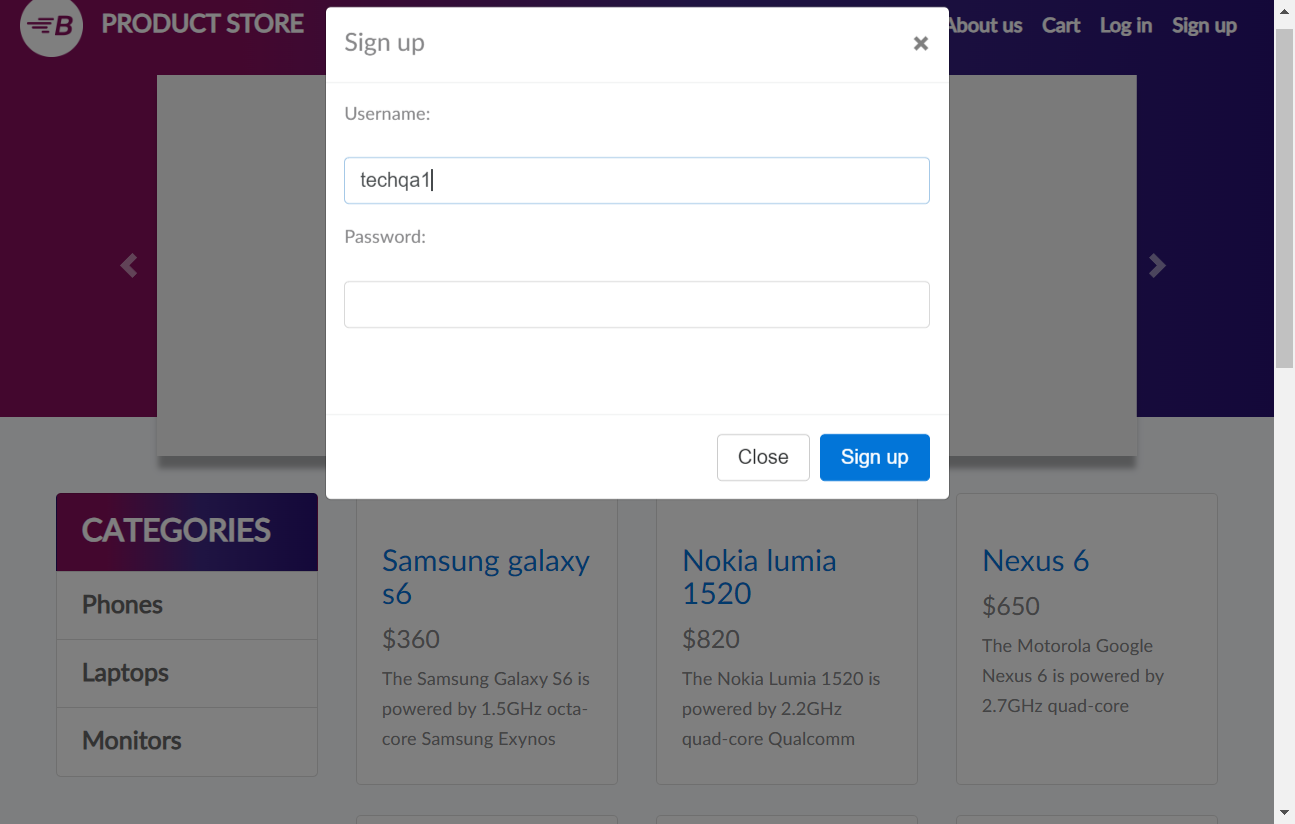 B PRODUCT STORE
About us Cart Log in Sign up
Sign up ×
Username:
techqa1
Password:
Close Sign up
CATEGORIES
Phones
Laptops
Monitors
Samsung galaxy
s6
$360
The Samsung Galaxy S6 is
powered by 1.5GHz octa-
core Samsung Exynos
Nokia lumia
1520
$820
The Nokia Lumia 1520 is
powered by 2.2GHz
quad-core Qualcomm
Nexus 6
$650
The Motorola Google
Nexus 6 is powered by
2.7GHz quad-core